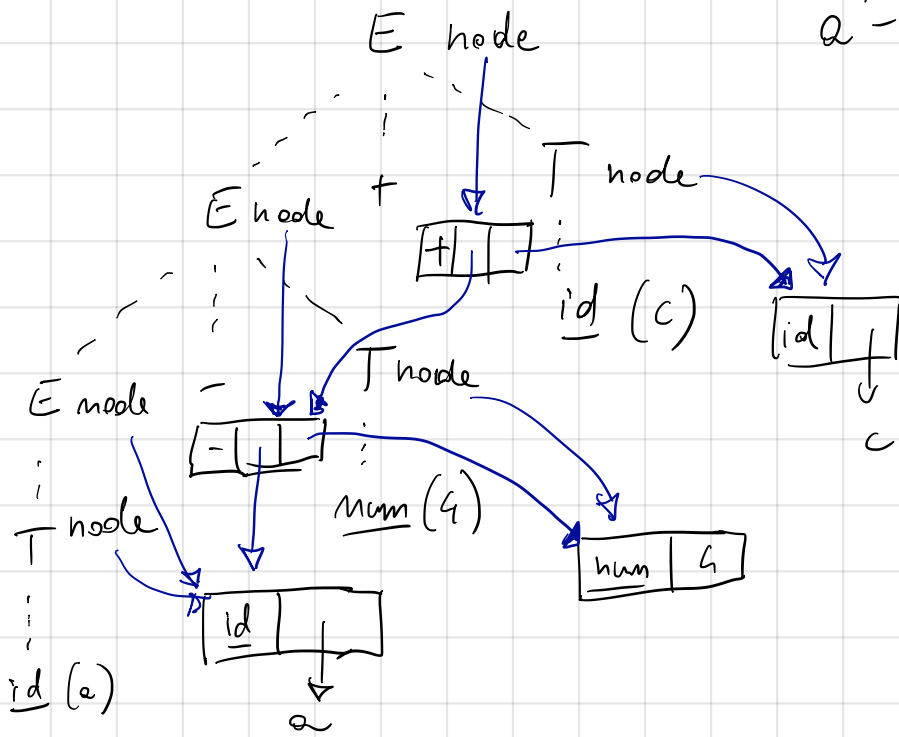 E node
a -
+
T node
E node
+
id (c)
id
-
T node
E node
c
-
num (4)
T node
num 4
id
id (a)
a